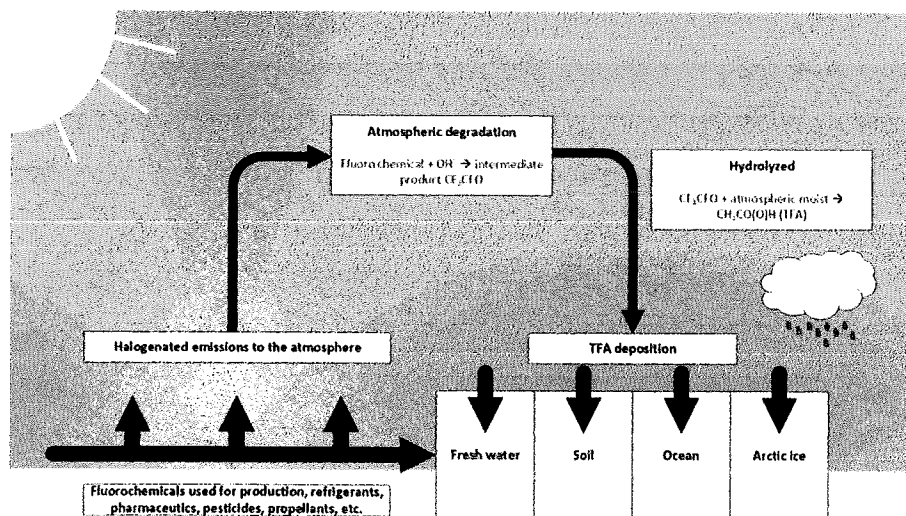 Atmospheric degradation
Fluorochemical + OH → intermediate
product CF₃CFO
Hydrolyzed
CF₃CFO + atmospheric moist →
CH₃CO(O)H (TFA)
Halogenated emissions to the atmosphere
TFA deposition
Fresh water
Soil
Ocean
Arctic ice
Fluorochemicals used for production, refrigerants,
pharmaceutics, pesticides, propellants, etc.